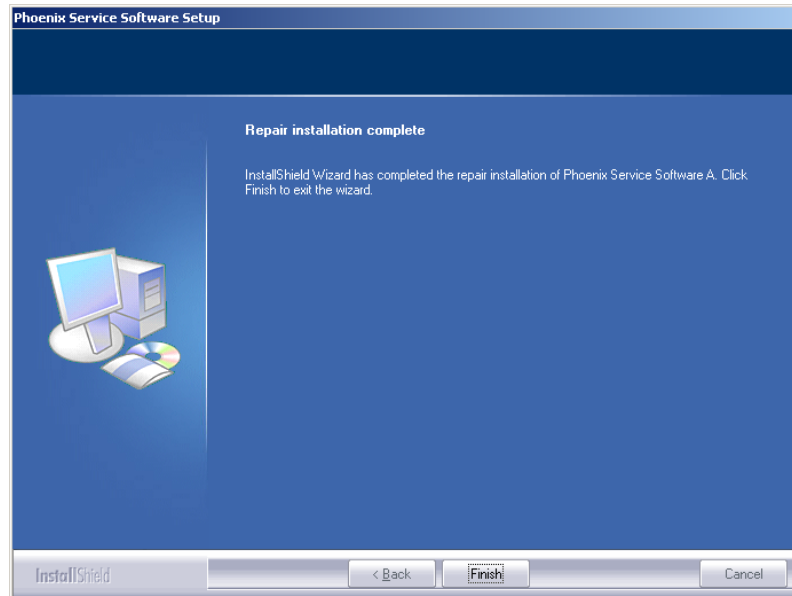 Phoenix Service Software Setup
Repair installation complete
InstallShield Wizard has completed the repair installation of Phoenix Service Software A. Click
Finish to exit the wizard.
InstallShield
< Back
Finish
Cancel